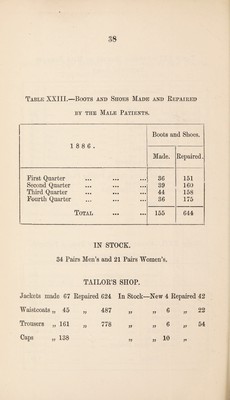 38
Table XXIII.—Boots and Shoes Made and Repaired
by the Male Patients.
1886.
Boots and Shoes.
Made. Repaired.
First Quarter ... ... ... 36 151
Second Quarter ... ... ... 39 160
Third Quarter ... ... ... 44 158
Fourth Quarter ... ... ... 36 175
Total ... ... 155 644
IN STOCK.
34 Pairs Men's and 21 Pairs Women's.
TAILOR'S SHOP.
Jackets made 67 Repaired 624 In Stock—New 4 Repaired 42
Waistcoats „ 45 „ 487 „ „ 6 „ 22
Trousers „ 161 „ 778 „ „ 6 „ 54
Caps „ 138 „ „ 10 „